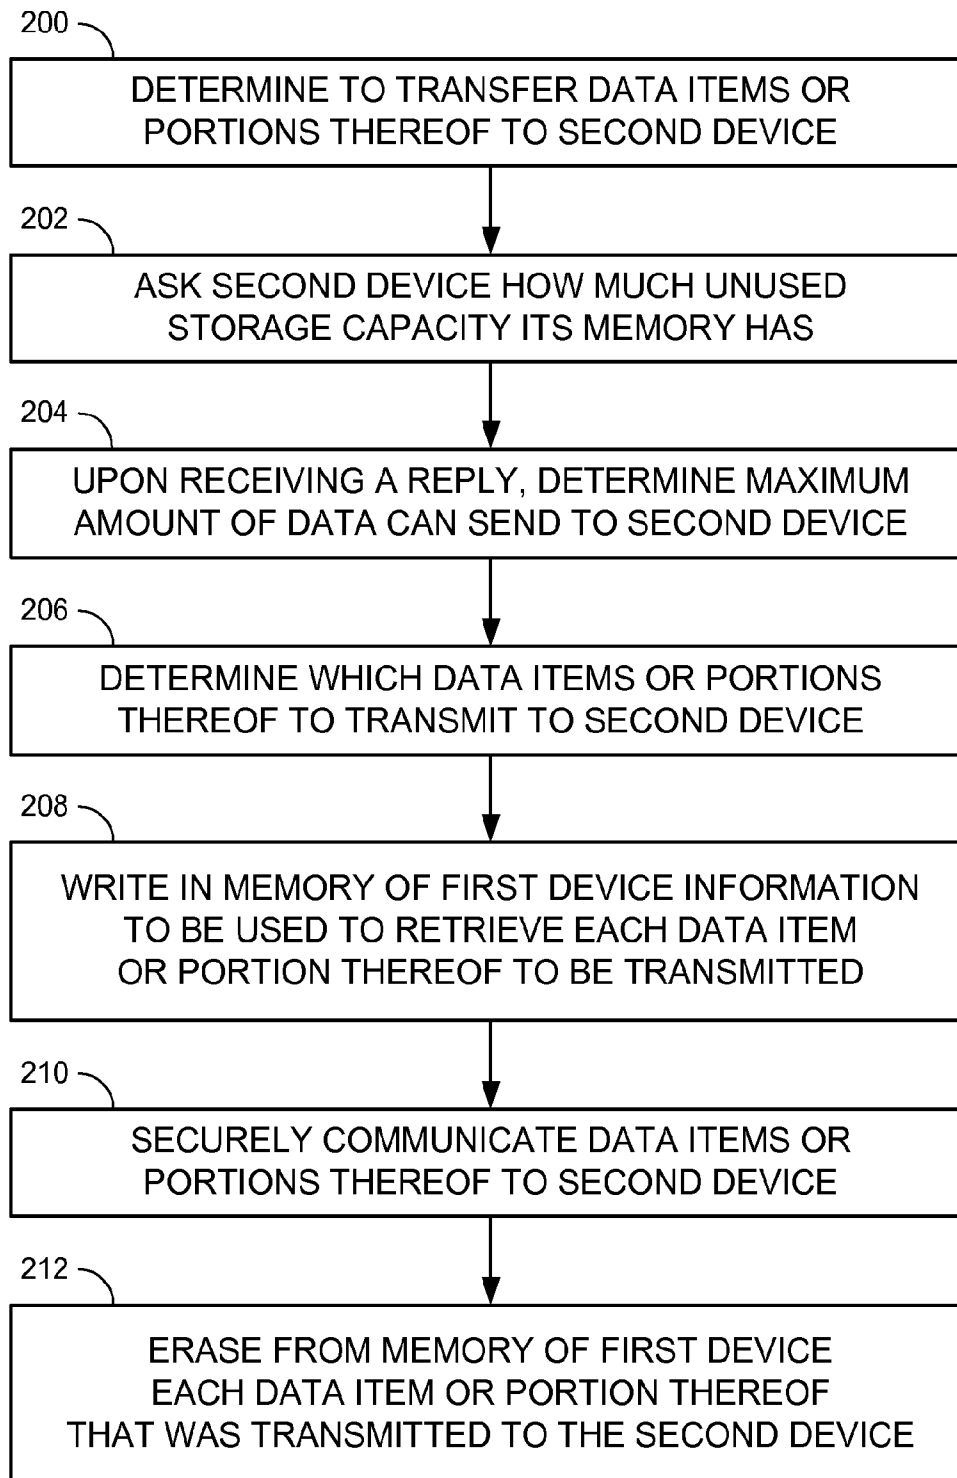 200
DETERMINE TO TRANSFER DATA ITEMS OR
PORTIONS THEREOF TO SECOND DEVICE
202
ASK SECOND DEVICE HOW MUCH UNUSED
STORAGE CAPACITY ITS MEMORY HAS
204
UPON RECEIVING A REPLY, DETERMINE MAXIMUM
AMOUNT OF DATA CAN SEND TO SECOND DEVICE
206
DETERMINE WHICH DATA ITEMS OR PORTIONS
THEREOF TO TRANSMIT TO SECOND DEVICE
208
WRITE IN MEMORY OF FIRST DEVICE INFORMATION
TO BE USED TO RETRIEVE EACH DATA ITEM
OR PORTION THEREOF TO BE TRANSMITTED
210
SECURELY COMMUNICATE DATA ITEMS OR
PORTIONS THEREOF TO SECOND DEVICE
212
ERASE FROM MEMORY OF FIRST DEVICE
EACH DATA ITEM OR PORTION THEREOF
THAT WAS TRANSMITTED TO THE SECOND DEVICE